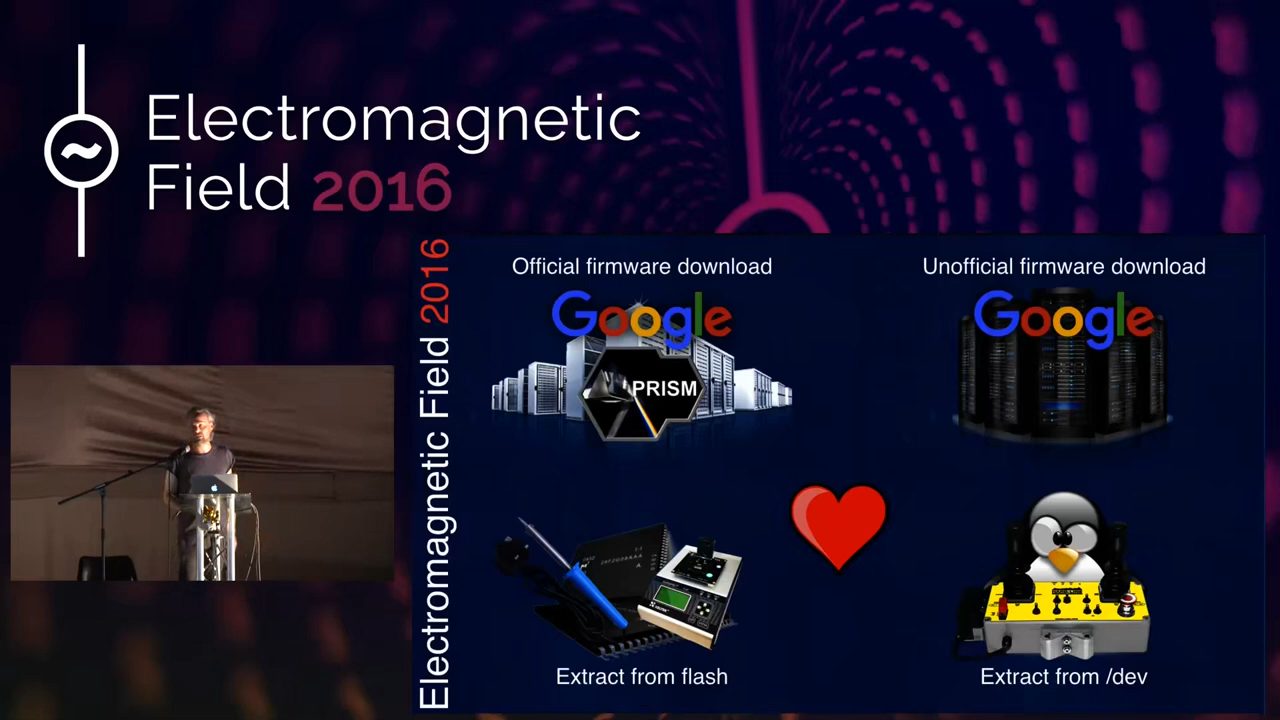 Electromagnetic
Field 2016
Electromagnetic Field 2016
Official firmware download
Unofficial firmware download
Google
Google
PRISM
Extract from flash
Extract from /dev